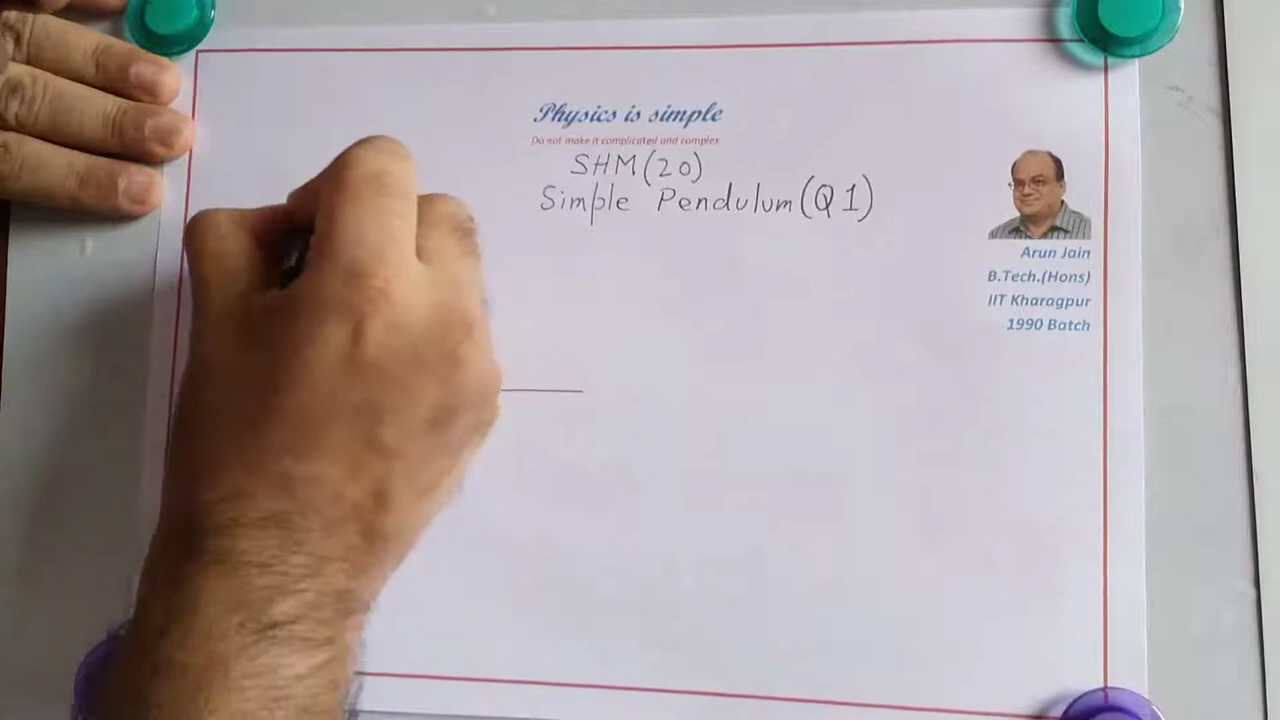 Physics is simple
Do not make it complicated and complex
SHM(20)
Simple Pendulum(Q1)
Arun Jain
B.Tech.(Hons)
IIT Kharagpur
1990 Batch